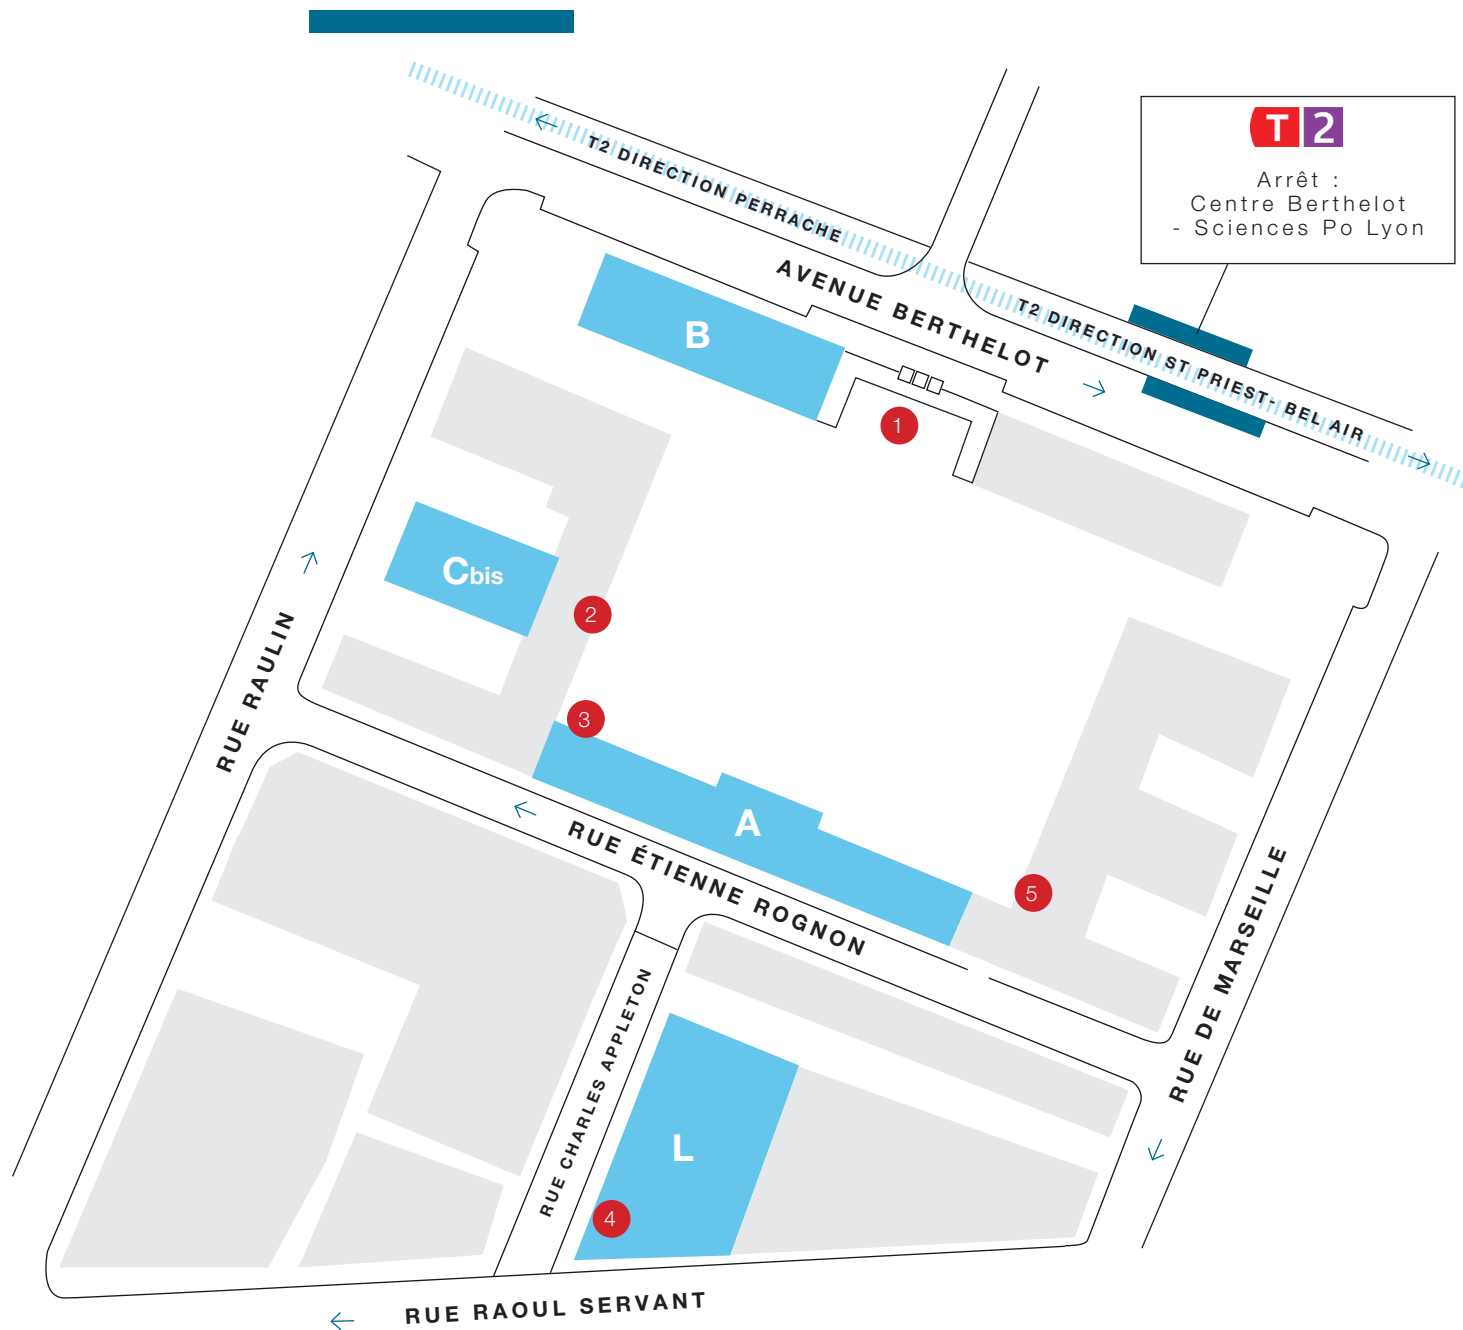 T2
Arrêt :
Centre Berthelot
- Sciences Po Lyon
T2 DIRECTION PERRACHE
AVENUE BERTHELOT
T2 DIRECTION ST PRIEST- BEL AIR
B
1
Cbis
2
3
A
5
RUE RAULIN
RUE ÉTIENNE ROGNON
RUE DE MARSEILLE
RUE CHARLES APPLETON
L
4
RUE RAOUL SERVANT